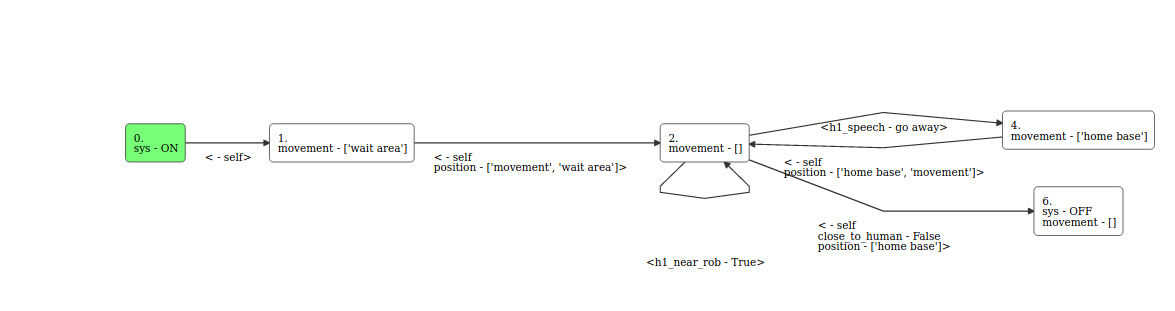 0.
sys - ON
< - self>
1.
movement - ['wait area']
< - self
position - ['movement', 'wait area']>
2.
movement - []
<h1_near_rob - True>
<h1_speech - go away>
4.
movement - ['home base']
< - self
position - ['home base', 'movement']>
< - self
close_to_human - False
position - ['home base']>
6.
sys - OFF
movement - []